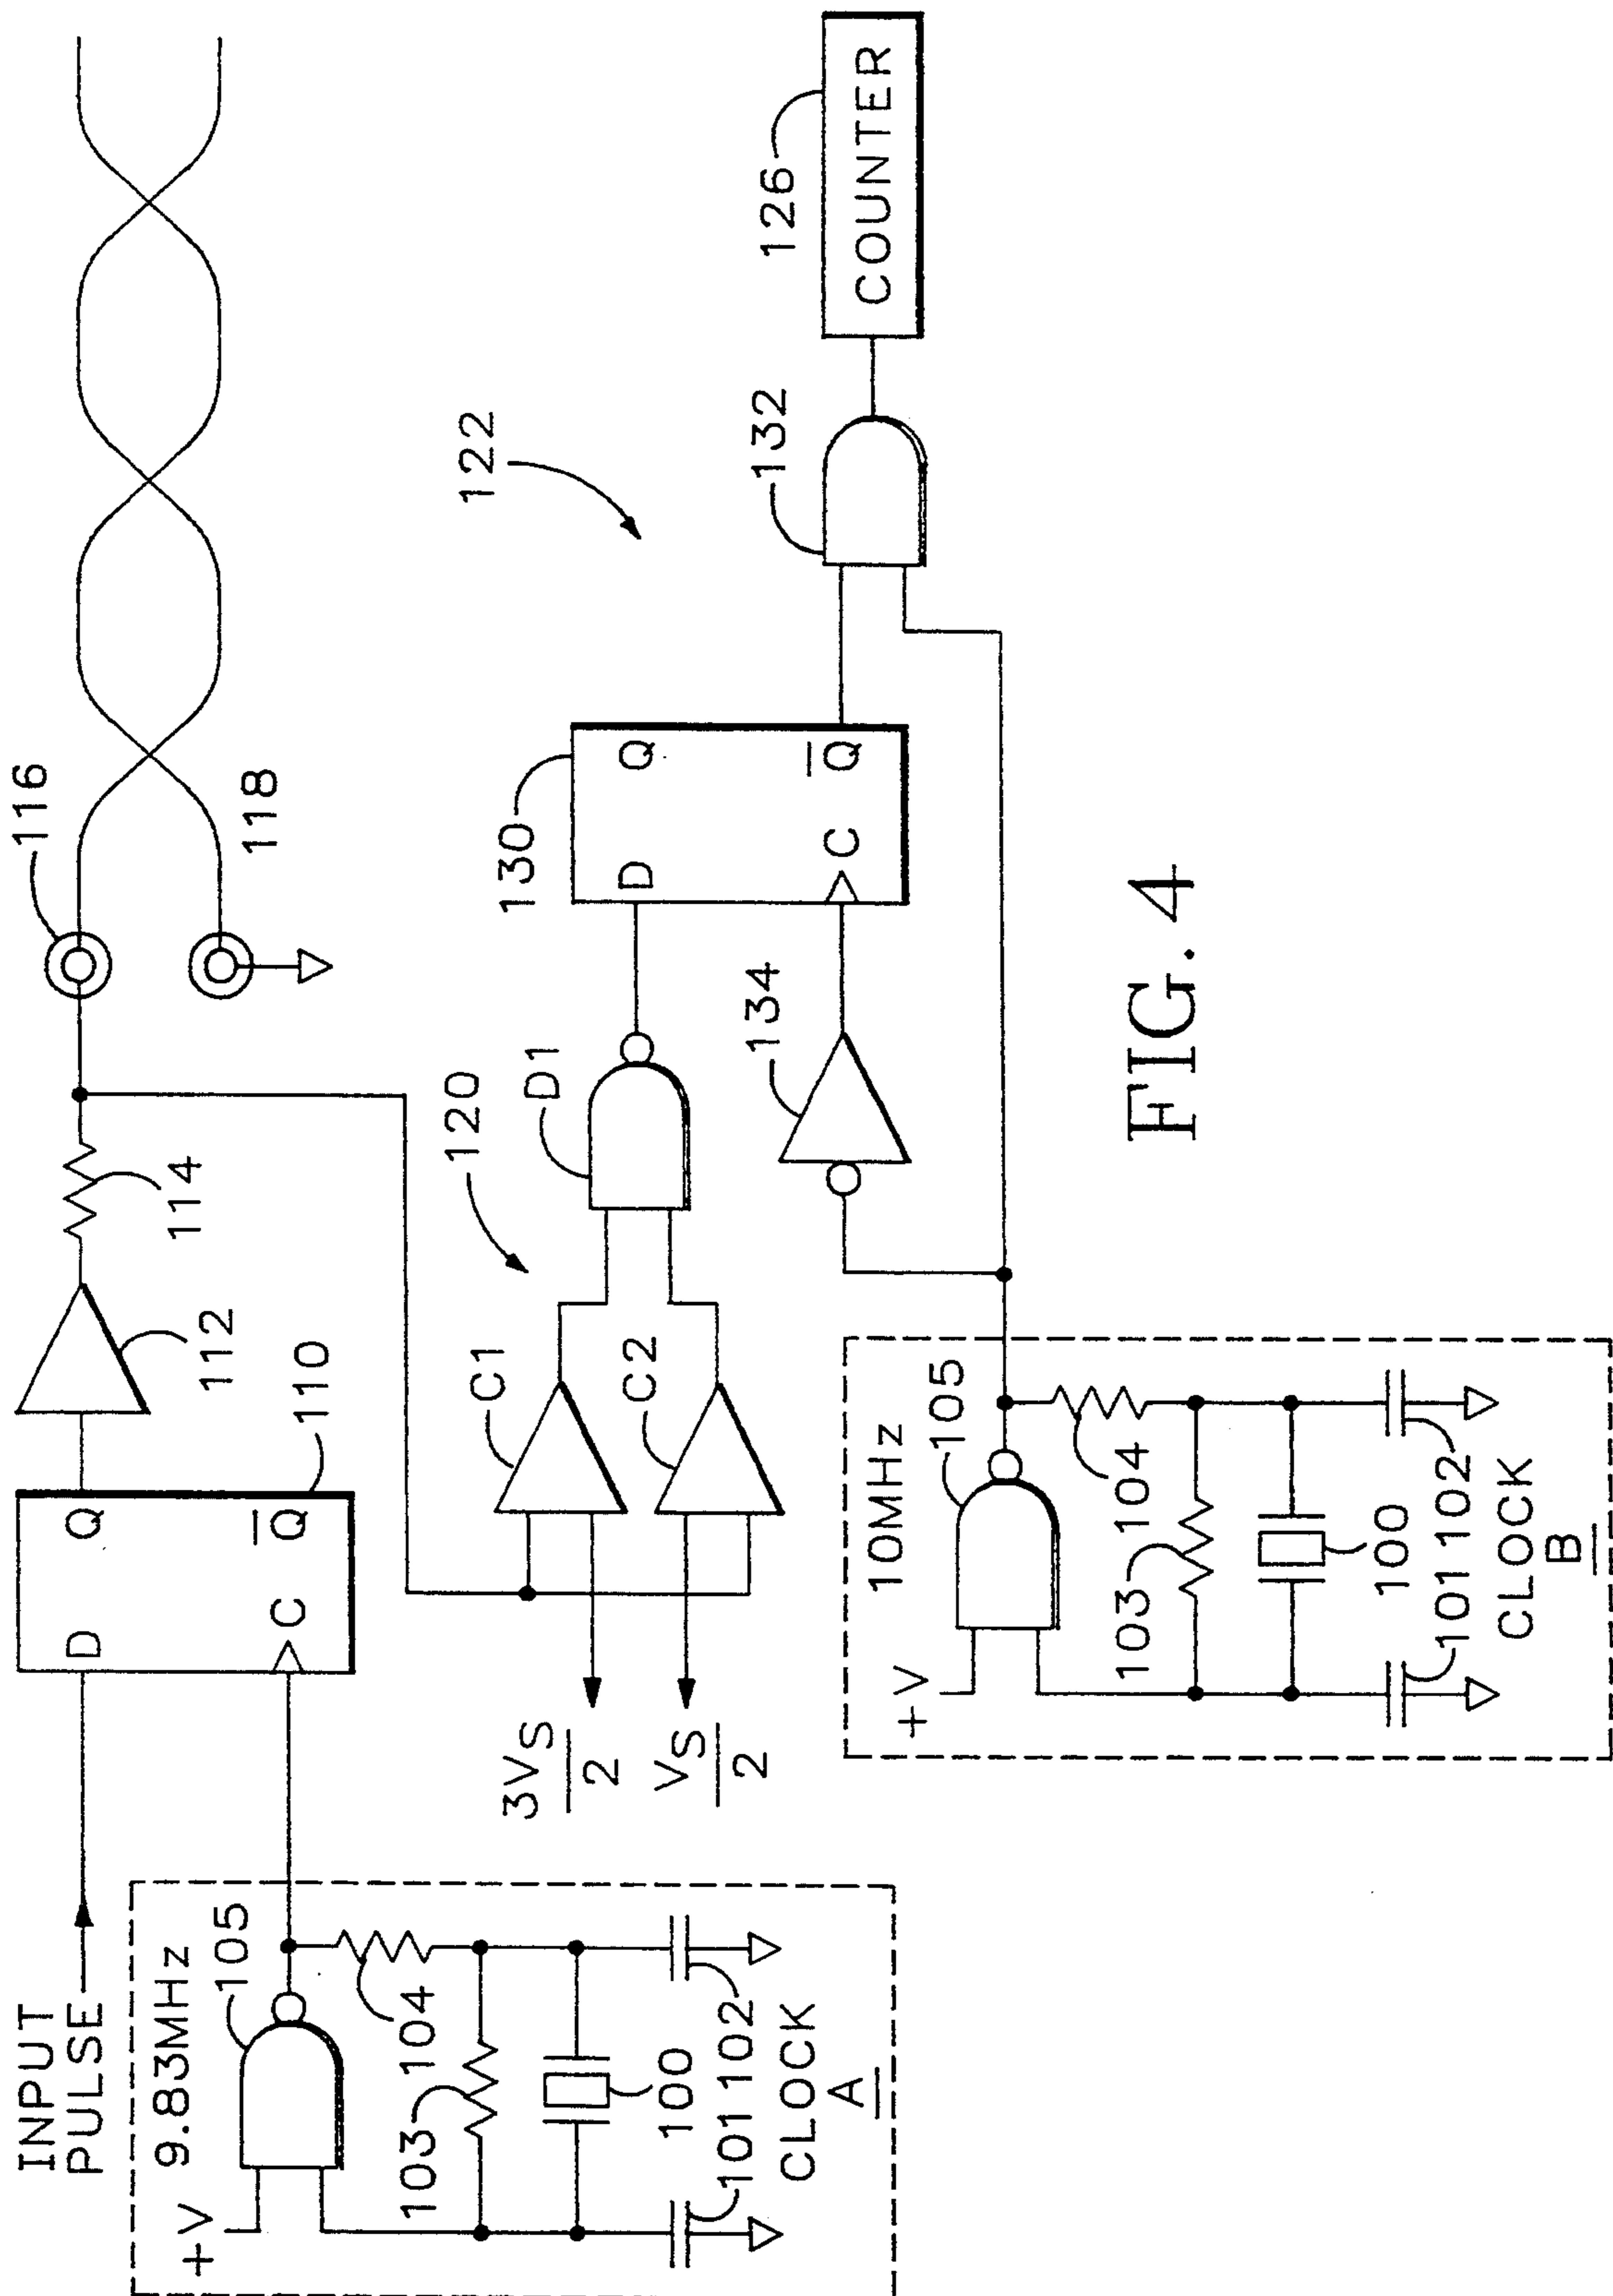 INPUT
PULSE
D
Q
C
Q
110
112
114
116
118
9.83MHz
+V
105
104
103
100
101 102
CLOCK
A
3VS
2
VS
2
C1
C2
120
D1
134
130
D
Q
C
Q
122
132
126
COUNTER
10MHz
+V
105
104
103
100
101 102
CLOCK
B
FIG. 4